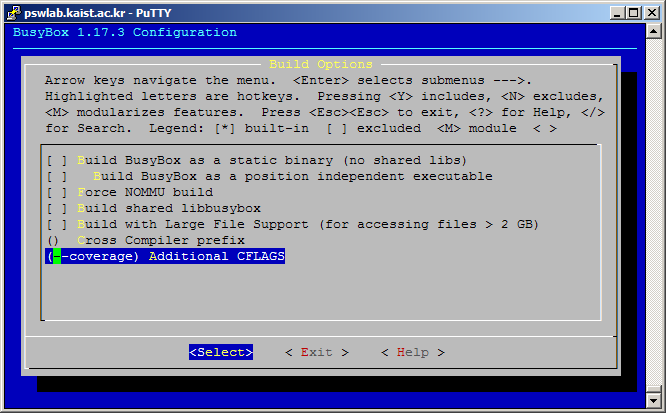 pswlab.kaist.ac.kr - PuTTY
BusyBox 1.17.3 Configuration
Build Options
Arrow keys navigate the menu.  <Enter> selects submenus --->.
Highlighted letters are hotkeys.  Pressing <Y> includes, <N> excludes,
<M> modularizes features.  Press <Esc><Esc> to exit, <?> for Help, </>
for Search.  Legend: [*] built-in  [ ] excluded  <M> module  < >
[ ] Build BusyBox as a static binary (no shared libs)
[ ]   Build BusyBox as a position independent executable
[ ] Force NOMMU build
[ ] Build shared libbusybox
[ ] Build with Large File Support (for accessing files > 2 GB)
()  Cross Compiler prefix
(--coverage) Additional CFLAGS
<Select>    < Exit >    < Help >